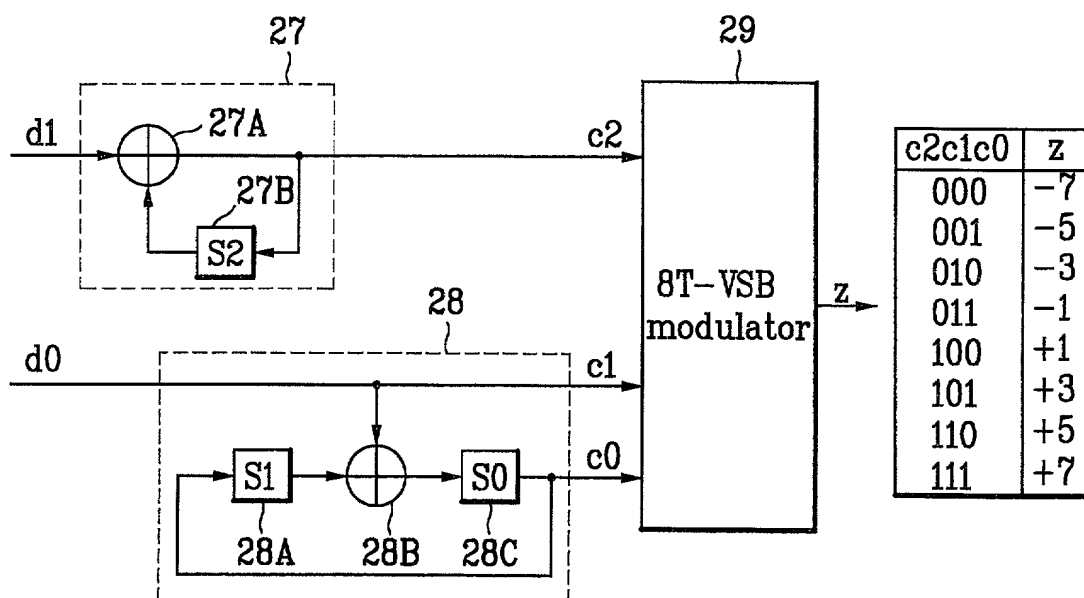 27
29
27A
d1
c2
27B
S2
28
d0
c1
c0
S1
S0
28A
28B
28C
8T-VSB
modulator
z
c2c1c0 z
000 -7
001 -5
010 -3
011 -1
100 +1
101 +3
110 +5
111 +7